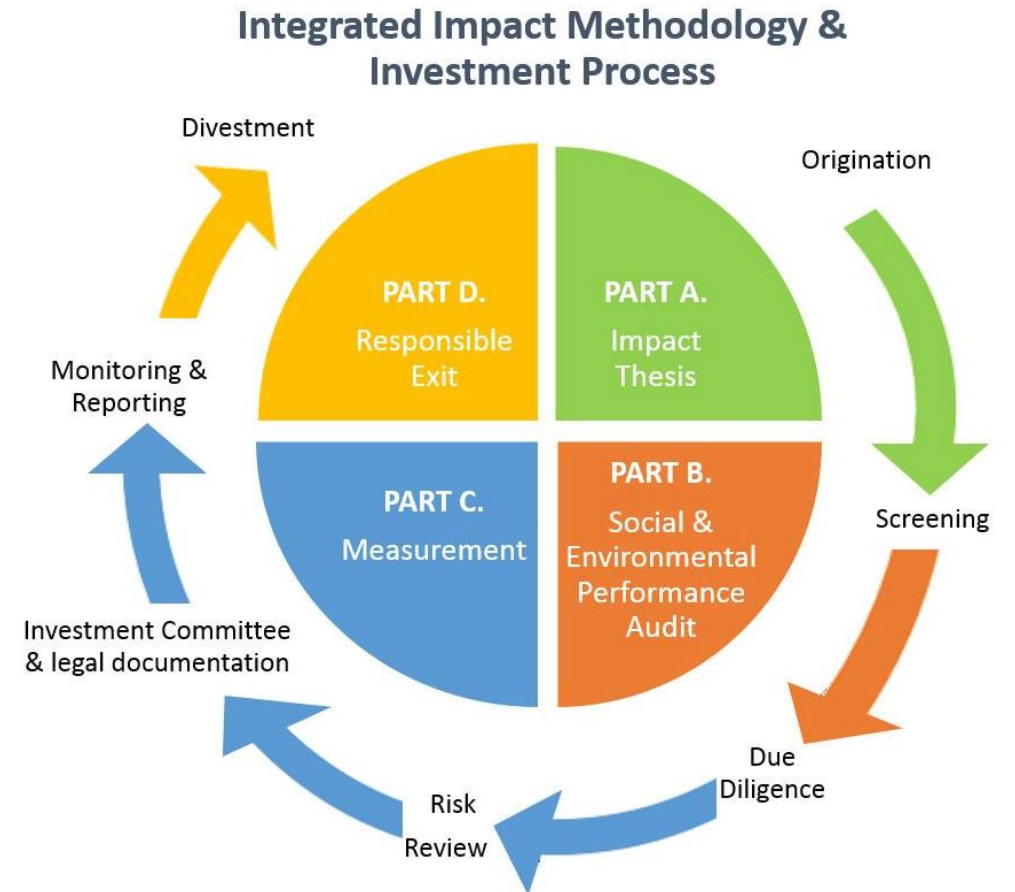 Integrated Impact Methodology &
Investment Process
Divestment
Origination
PART D.
Responsible
Exit
PART A.
Impact
Thesis
Monitoring &
Reporting
PART C.
Measurement
PART B.
Social &
Environmental
Performance
Audit
Screening
Investment Committee
& legal documentation
Due
Diligence
Risk
Review